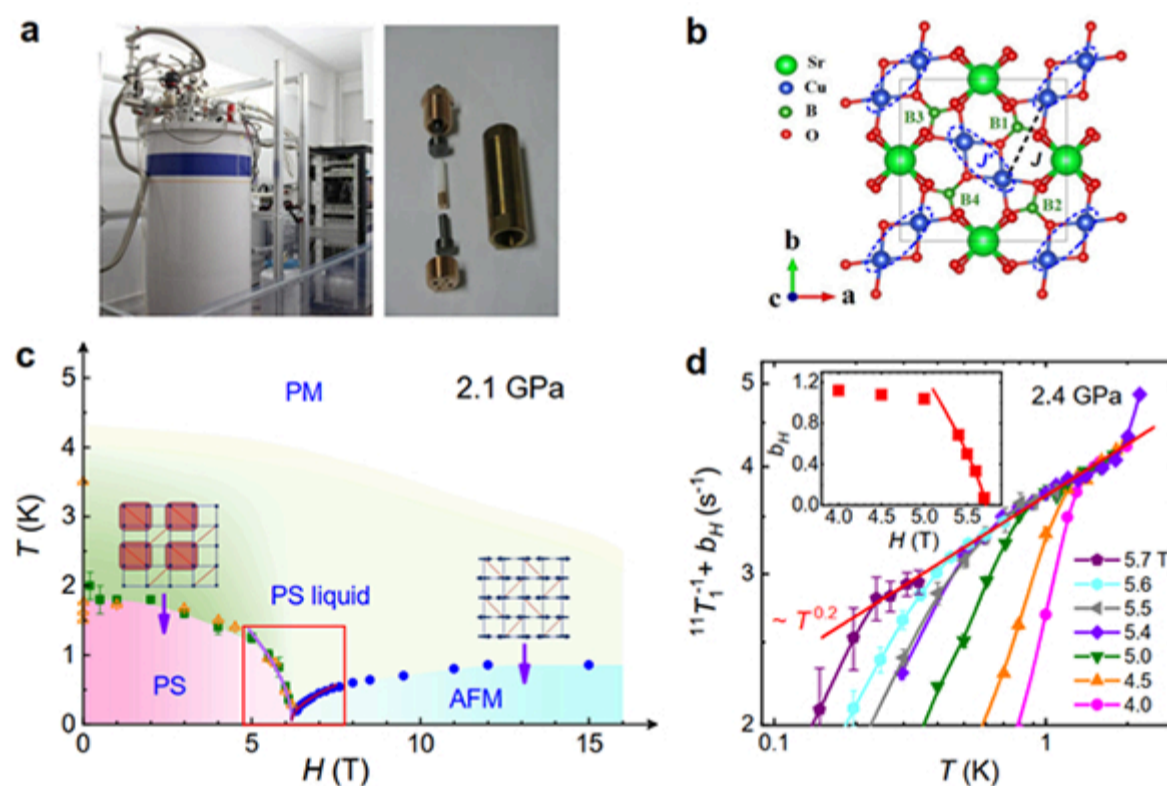 a
b
Sr
Cu
B
O
B3
B1
J'
J
B4
B2
b
c
a
c
5
4
3
2
1
0
T (K)
PM
2.1 GPa
PS liquid
PS
AFM
0
5
10
15
H (T)
d
5
4
3
2
¹¹T₁⁻¹+ b_H (s⁻¹)
2.4 GPa
1.2
0.8
0.4
0.0
b_H
4.0 4.5 5.0 5.5
H (T)
~ T^0.2
5.7 T
5.6
5.5
5.4
5.0
4.5
4.0
0.1
1
T (K)